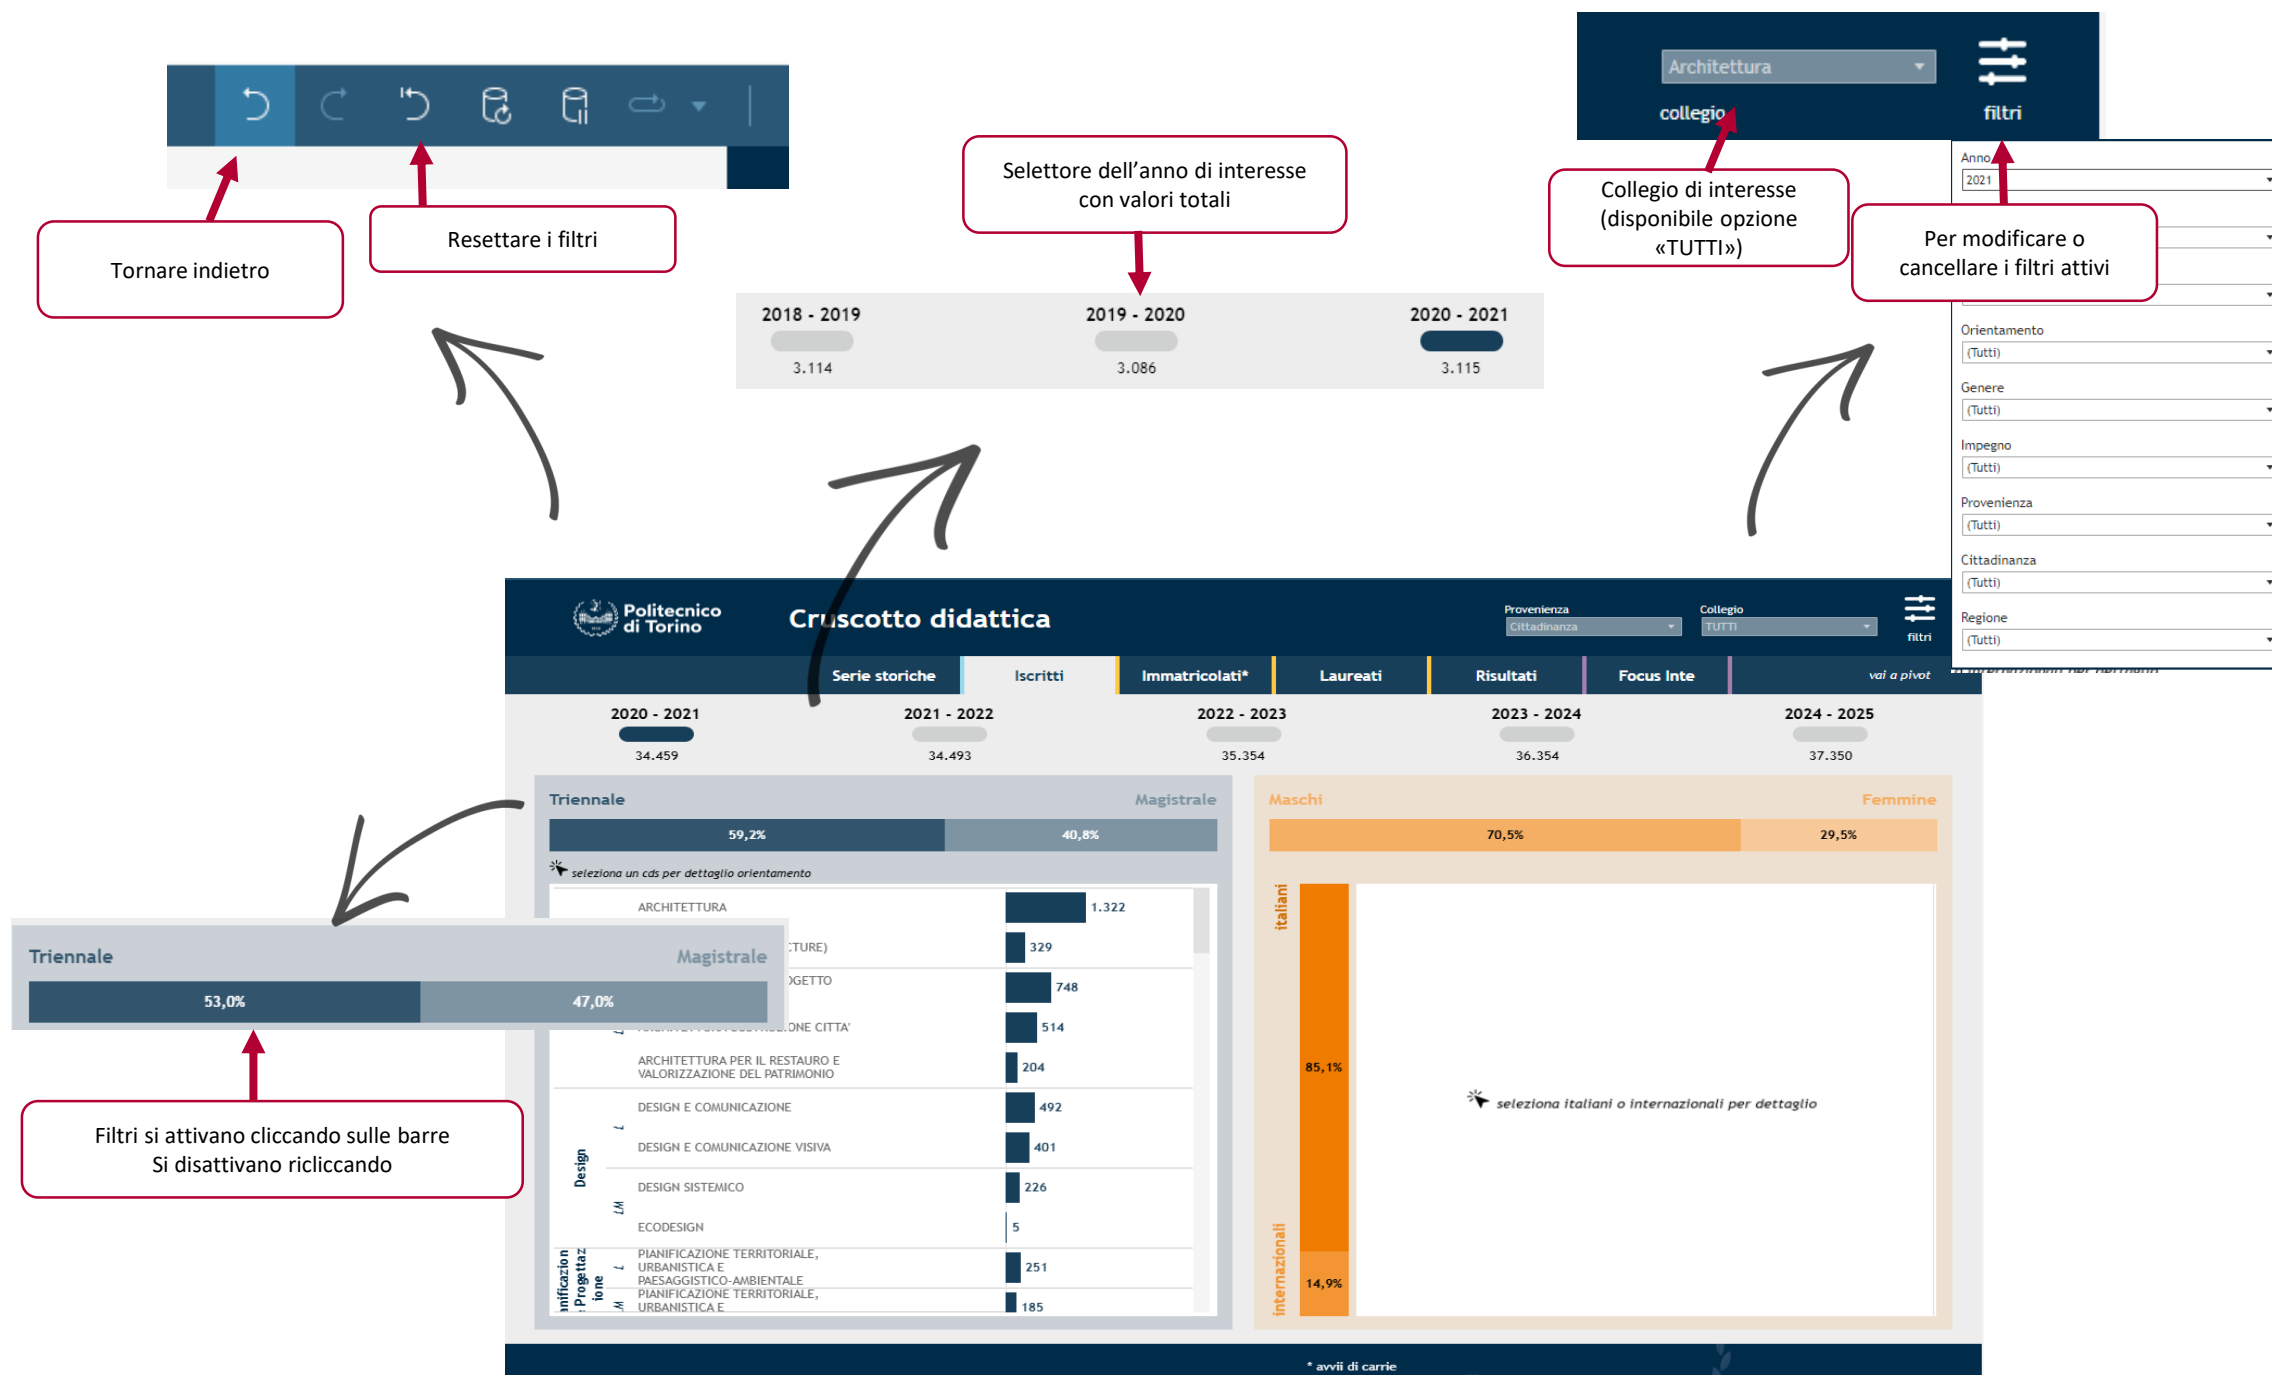 Architettura
collegio
filtri
Tornare indietro
Resettare i filtri
Selettore dell’anno di interesse
con valori totali
Collegio di interesse
(disponibile opzione
«TUTTI»)
Per modificare o
cancellare i filtri attivi
Anno
2021
Orientamento
(Tutti)
Genere
(Tutti)
Impegno
(Tutti)
Provenienza
(Tutti)
Cittadinanza
(Tutti)
Regione
(Tutti)
2018 - 2019
2019 - 2020
2020 - 2021
3.114
3.086
3.115
Politecnico
di Torino
Cruscotto didattica
Provenienza
Cittadinanza
Collegio
TUTTI
filtri
Serie storiche
Iscritti
Immatricolati*
Laureati
Risultati
Focus Inte
vai a pivot
2020 - 2021
2021 - 2022
2022 - 2023
2023 - 2024
2024 - 2025
34.459
34.493
35.354
36.354
37.350
Triennale
Magistrale
59,2%
40,8%
seleziona un cds per dettaglio orientamento
ARCHITETTURA
1.322
CTURE)
329
OGETTO
748
ONE CITTA'
514
ARCHITETTURA PER IL RESTAURO E
VALORIZZAZIONE DEL PATRIMONIO
204
Design
L
DESIGN E COMUNICAZIONE
492
DESIGN E COMUNICAZIONE VISIVA
401
LM
DESIGN SISTEMICO
226
ECODESIGN
5
anificazion
e Progettaz
ione
L
PIANIFICAZIONE TERRITORIALE,
URBANISTICA E
PAESAGGISTICO-AMBIENTALE
251
PIANIFICAZIONE TERRITORIALE,
URBANISTICA E
185
Maschi
Femmine
70,5%
29,5%
italiani
85,1%
internazionali
14,9%
seleziona italiani o internazionali per dettaglio
* avvii di carrie
Triennale
Magistrale
53,0%
47,0%
Filtri si attivano cliccando sulle barre
Si disattivano ricliccando